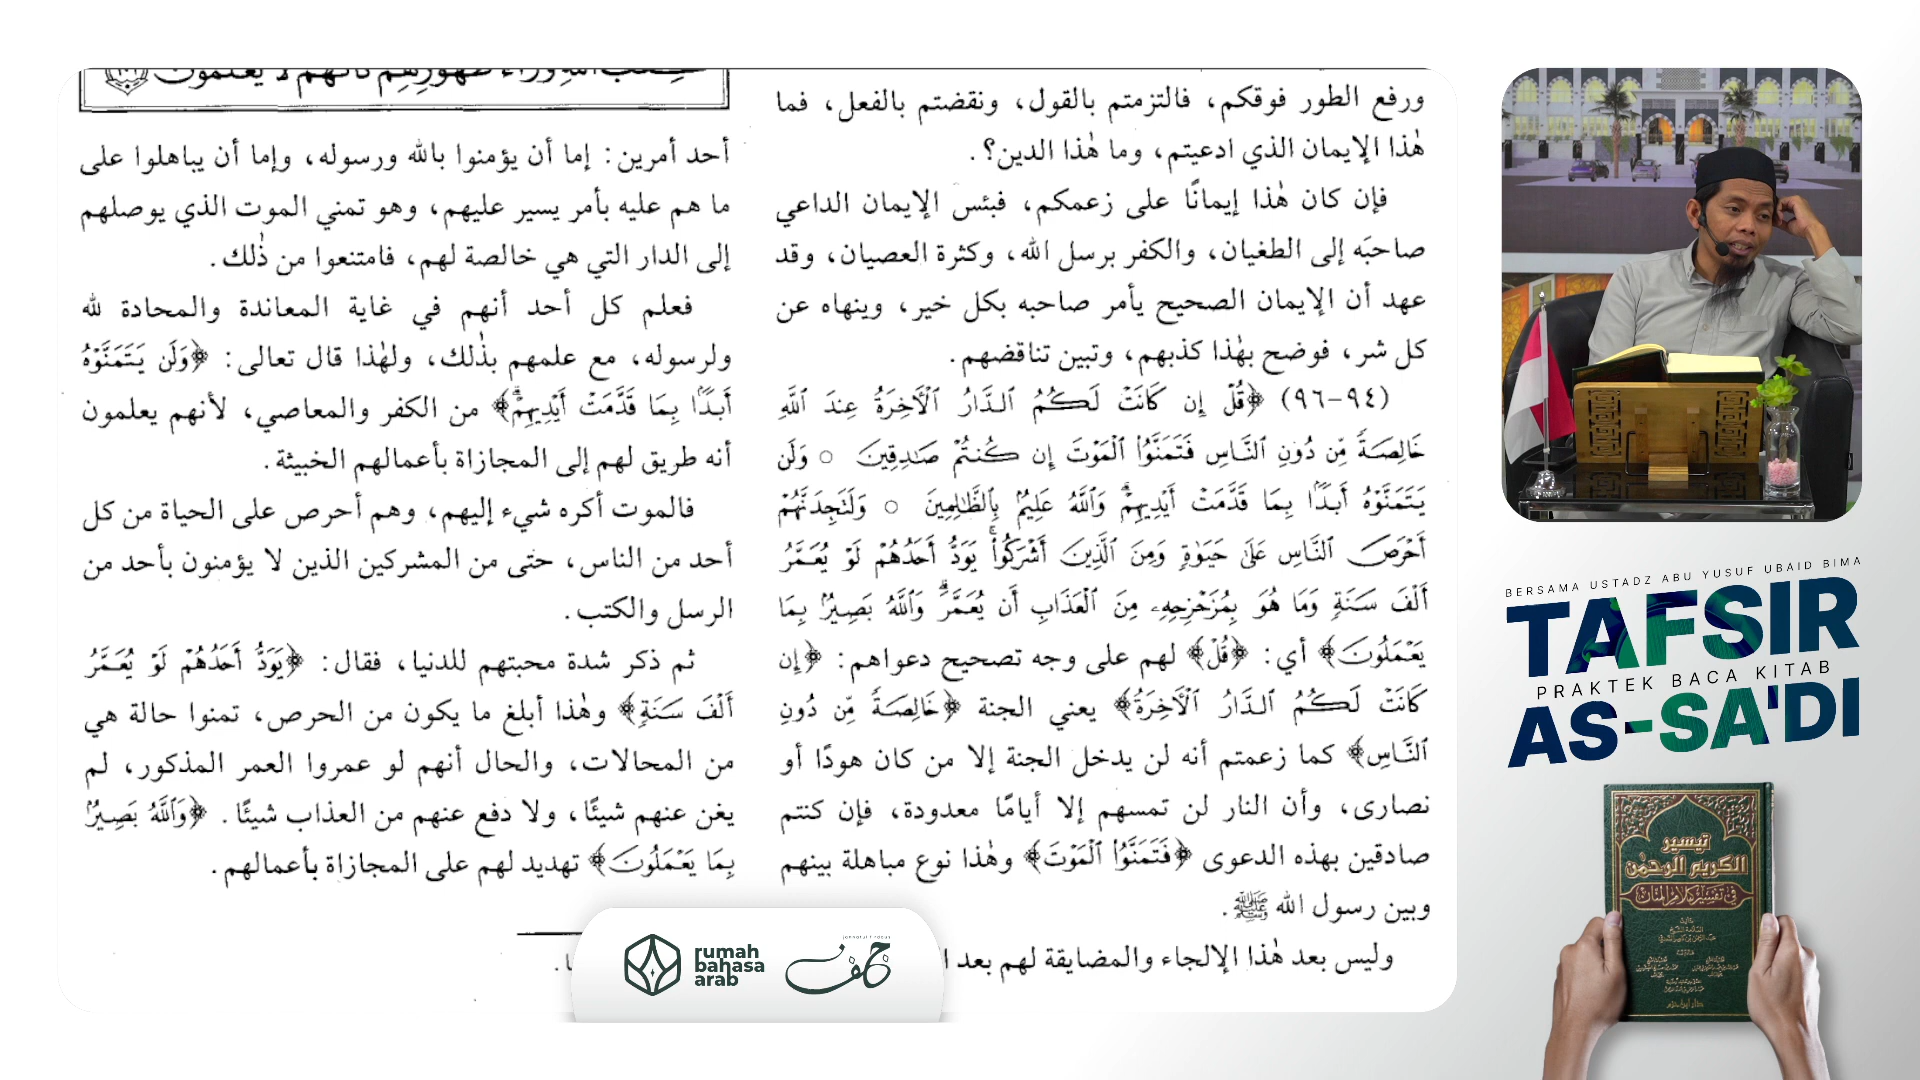 ورفع الطور فوقكم، فالتزمتم بالقول، ونقضتم بالفعل، فما
هٰذا الإيمان الذي ادعيتم، وما هٰذا الدين؟.
فإن كان هٰذا إيمانًا على زعمكم، فبئس الإيمان الداعي
صاحبَه إلى الطغيان، والكفر برسل الله، وكثرة العصيان، وقد
عهد أن الإيمان الصحيح يأمر صاحبه بكل خير، وينهاه عن
كل شر، فوضح بهٰذا كذبهم، وتبين تناقضهم.
(٩٤-٩٦) ﴿قُلْ إِن كَانَتْ لَكُمُ ٱلدَّارُ ٱلْآخِرَةُ عِندَ ٱللَّهِ
خَالِصَةً مِّن دُونِ ٱلنَّاسِ فَتَمَنَّوُا۟ ٱلْمَوْتَ إِن كُنتُمْ صَـٰدِقِينَ ○ وَلَن
يَتَمَنَّوْهُ أَبَدًۢا بِمَا قَدَّمَتْ أَيْدِيهِمْ ۗ وَٱللَّهُ عَلِيمٌۢ بِٱلظَّـٰلِمِينَ ○ وَلَتَجِدَنَّهُمْ
أَحْرَصَ ٱلنَّاسِ عَلَىٰ حَيَوٰةٍ وَمِنَ ٱلَّذِينَ أَشْرَكُوا۟ ۚ يَوَدُّ أَحَدُهُمْ لَوْ يُعَمَّرُ
أَلْفَ سَنَةٍ وَمَا هُوَ بِمُزَحْزِحِهِۦ مِنَ ٱلْعَذَابِ أَن يُعَمَّرَ ۗ وَٱللَّهُ بَصِيرٌۢ بِمَا
يَعْمَلُونَ﴾ أي: ﴿قُلْ﴾ لهم على وجه تصحيح دعواهم: ﴿إِن
كَانَتْ لَكُمُ ٱلدَّارُ ٱلْآخِرَةُ﴾ يعني الجنة ﴿خَالِصَةً مِّن دُونِ
ٱلنَّاسِ﴾ كما زعمتم أنه لن يدخل الجنة إلا من كان هودًا أو
نصارى، وأن النار لن تمسهم إلا أيامًا معدودة، فإن كنتم
صادقين بهذه الدعوى ﴿فَتَمَنَّوُا۟ ٱلْمَوْتَ﴾ وهٰذا نوع مباهلة بينهم
وبين رسول الله ﷺ.
وليس بعد هٰذا الإلجاء والمضايقة لهم بعد
وراء ظهورهم كأنهم لا يعلمون
أحد أمرين: إما أن يؤمنوا بالله ورسوله، وإما أن يباهلوا على
ما هم عليه بأمر يسير عليهم، وهو تمني الموت الذي يوصلهم
إلى الدار التي هي خالصة لهم، فامتنعوا من ذٰلك.
فعلم كل أحد أنهم في غاية المعاندة والمحادة لله
ولرسوله، مع علمهم بذٰلك، ولهٰذا قال تعالى: ﴿وَلَن يَتَمَنَّوْهُ
أَبَدًۢا بِمَا قَدَّمَتْ أَيْدِيهِمْ ۗ﴾ من الكفر والمعاصي، لأنهم يعلمون
أنه طريق لهم إلى المجازاة بأعمالهم الخبيثة.
فالموت أكره شيء إليهم، وهم أحرص على الحياة من كل
أحد من الناس، حتى من المشركين الذين لا يؤمنون بأحد من
الرسل والكتب.
ثم ذكر شدة محبتهم للدنيا، فقال: ﴿يَوَدُّ أَحَدُهُمْ لَوْ يُعَمَّرُ
أَلْفَ سَنَةٍ﴾ وهٰذا أبلغ ما يكون من الحرص، تمنوا حالة هي
من المحالات، والحال أنهم لو عمروا العمر المذكور، لم
يغن عنهم شيئًا، ولا دفع عنهم من العذاب شيئًا. ﴿وَٱللَّهُ بَصِيرٌۢ
بِمَا يَعْمَلُونَ﴾ تهديد لهم على المجازاة بأعمالهم.
rumah
bahasa
arab
BERSAMA USTADZ ABU YUSUF UBAID BIMA
TAFSIR
PRAKTEK BACA KITAB
AS-SA'DI
تيسير
الكريم الرحمن
في تفسير كلام المنان